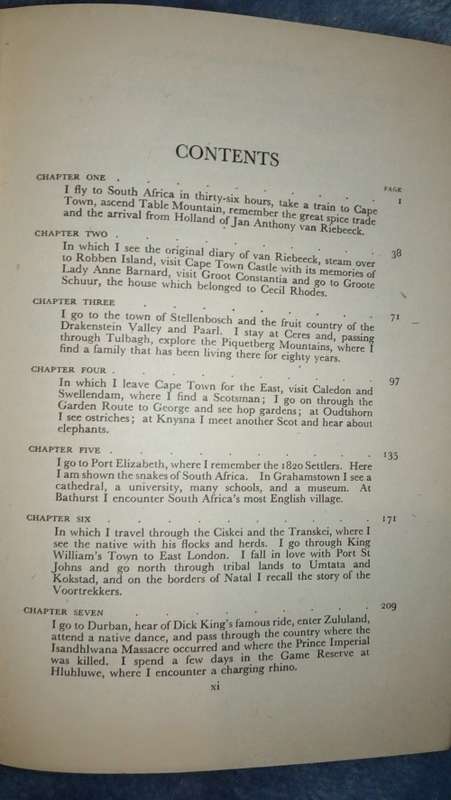 CONTENTS
PAGE
CHAPTER ONE . . . . . . . . . . 1
I fly to South Africa in thirty-six hours, take a train to Cape
Town, ascend Table Mountain, remember the great spice trade
and the arrival from Holland of Jan Anthony van Riebeeck.
CHAPTER TWO . . . . . . . . . . 38
In which I see the original diary of van Riebeeck, steam over
to Robben Island, visit Cape Town Castle with its memories of
Lady Anne Barnard, visit Groot Constantia and go to Groote
Schuur, the house which belonged to Cecil Rhodes.
CHAPTER THREE . . . . . . . . . 71
I go to the town of Stellenbosch and the fruit country of the
Drakenstein Valley and Paarl. I stay at Ceres and, passing
through Tulbagh, explore the Piquetberg Mountains, where I
find a family that has been living there for eighty years.
CHAPTER FOUR . . . . . . . . . . 97
In which I leave Cape Town for the East, visit Caledon and
Swellendam, where I find a Scotsman; I go on through the
Garden Route to George and see hop gardens; at Oudtshorn
I see ostriches; at Knysna I meet another Scot and hear about
elephants.
CHAPTER FIVE . . . . . . . . . . 135
I go to Port Elizabeth, where I remember the 1820 Settlers. Here
I am shown the snakes of South Africa. In Grahamstown I see a
cathedral, a university, many schools, and a museum. At
Bathurst I encounter South Africa's most English village.
CHAPTER SIX . . . . . . . . . . 171
In which I travel through the Ciskei and the Transkei, where I
see the native with his flocks and herds. I go through King
William's Town to East London. I fall in love with Port St
Johns and go north through tribal lands to Umtata and
Kokstad, and on the borders of Natal I recall the story of the
Voortrekkers.
CHAPTER SEVEN . . . . . . . . . 209
I go to Durban, hear of Dick King's famous ride, enter Zululand,
attend a native dance, and pass through the country where the
Isandhlwana Massacre occurred and where the Prince Imperial
was killed. I spend a few days in the Game Reserve at
Hluhluwe, where I encounter a charging rhino.
xi